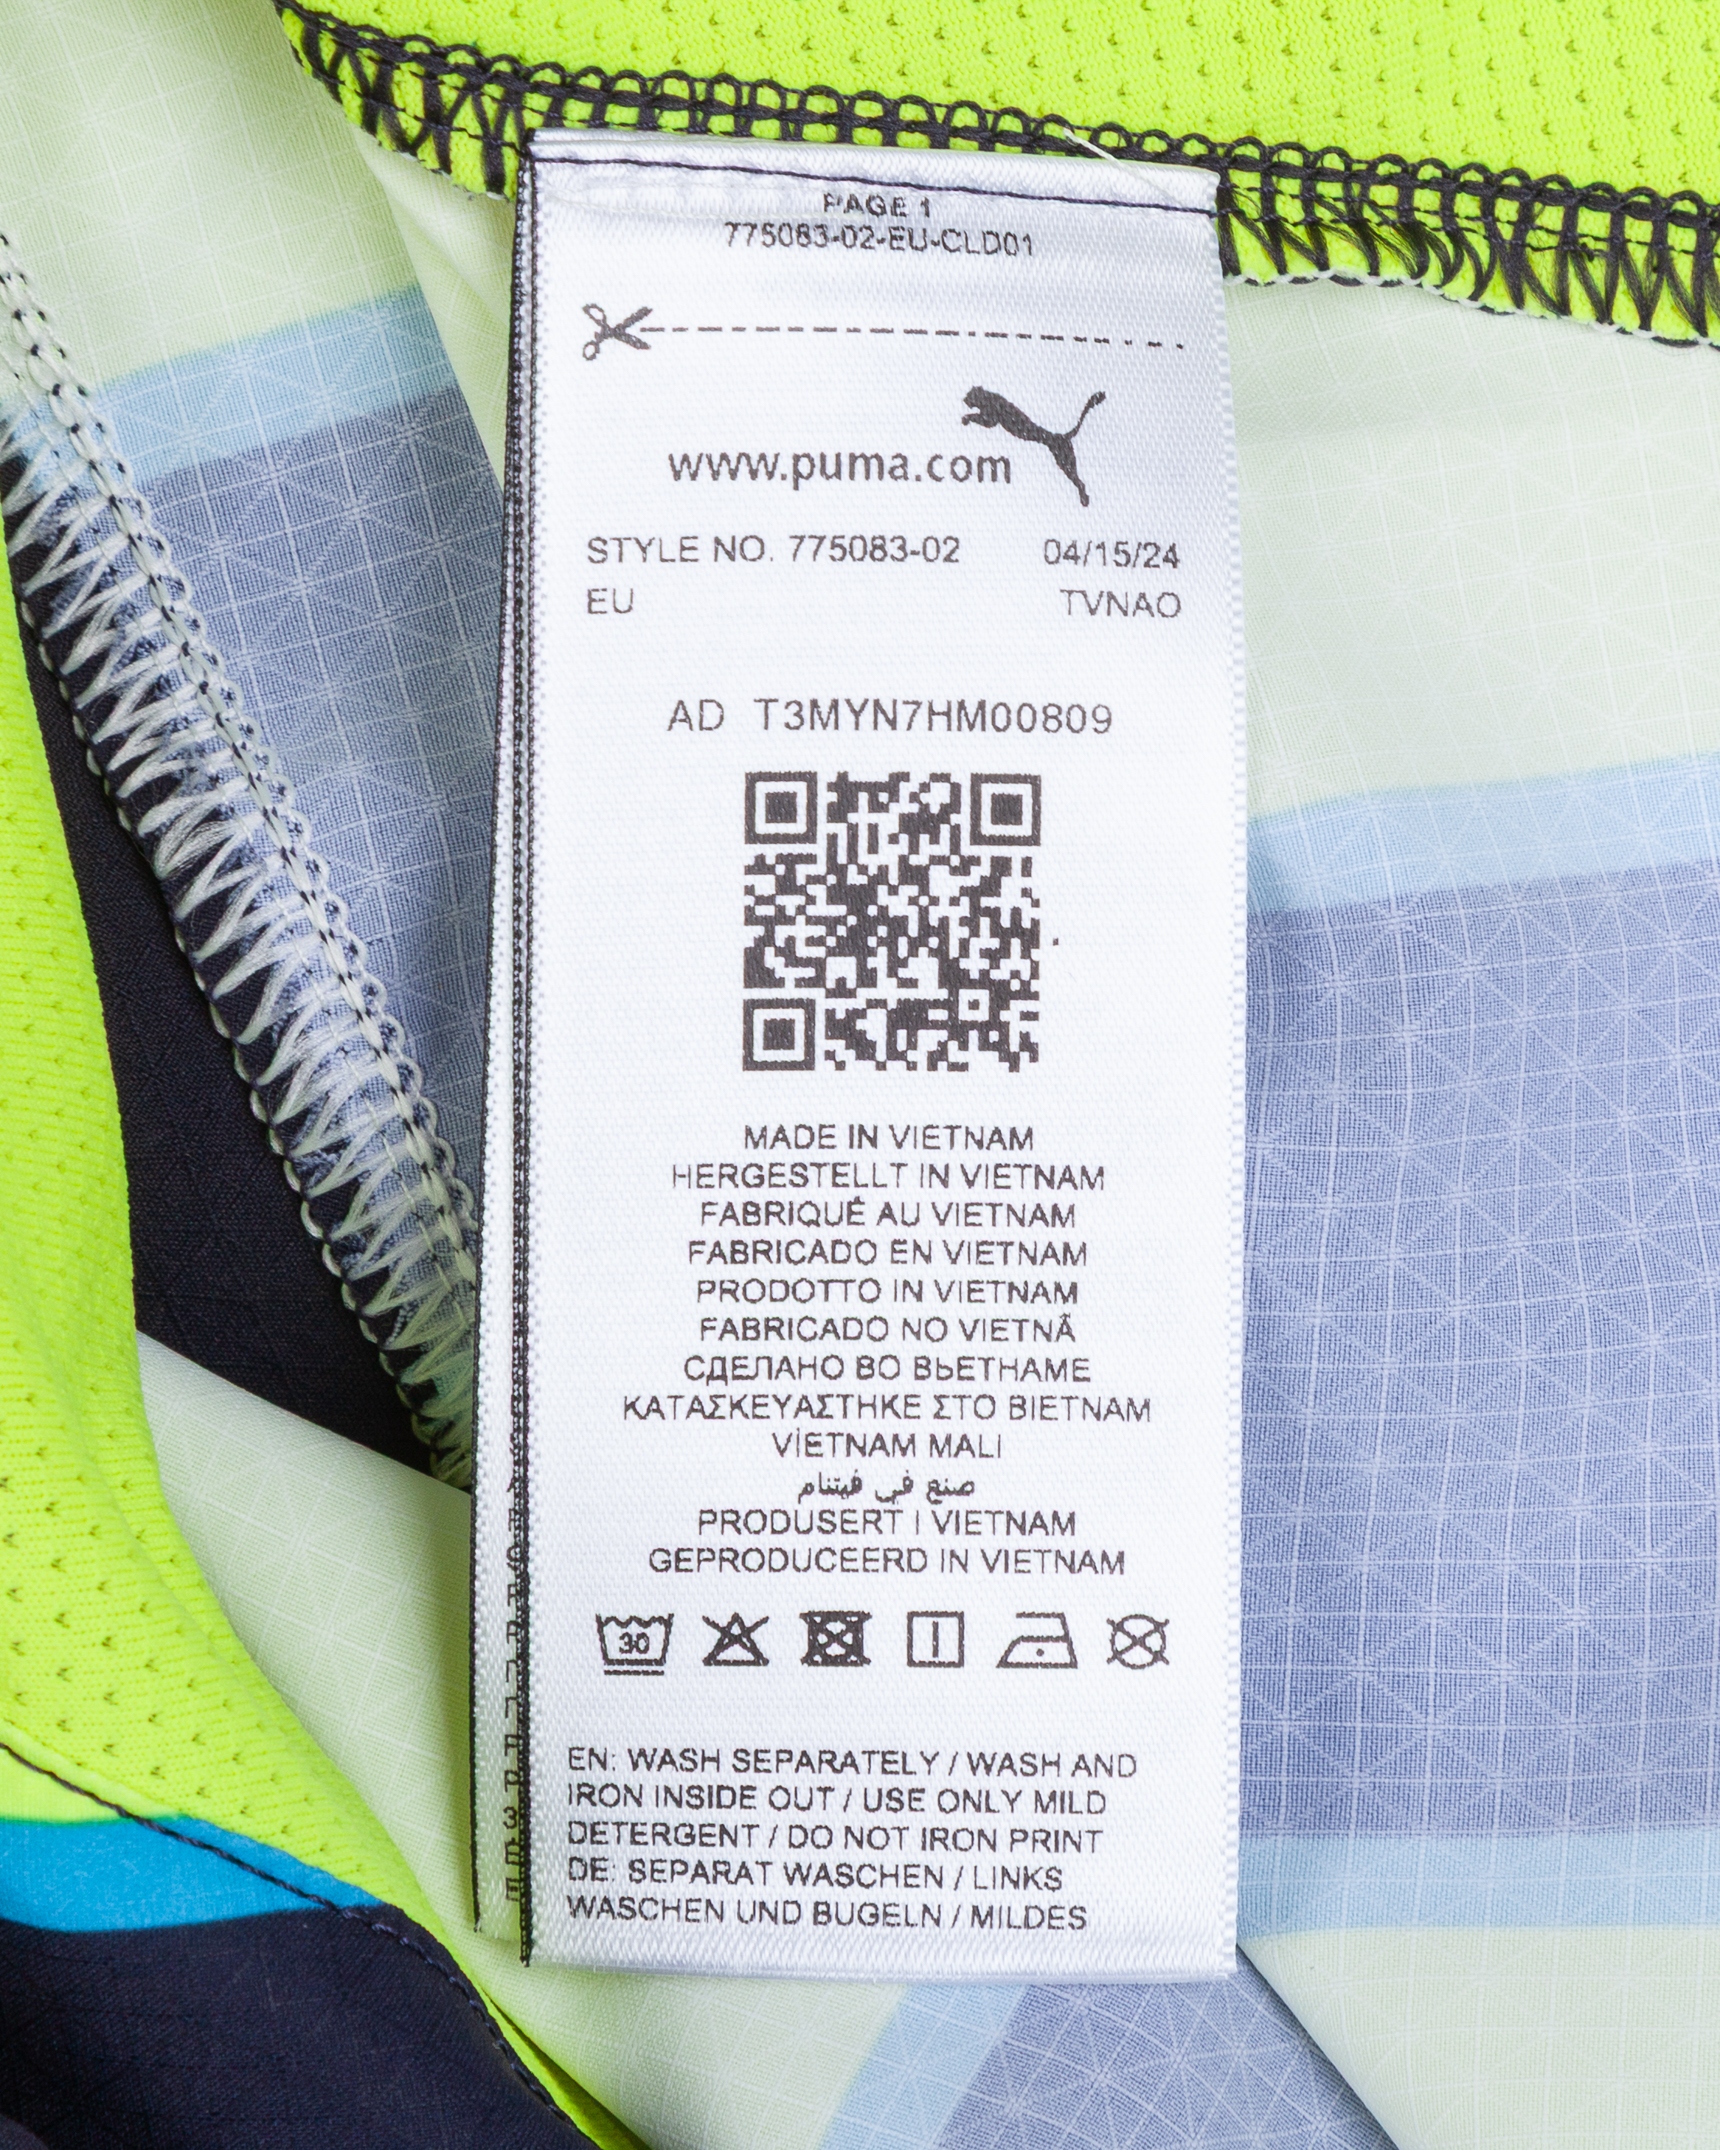 PAGE 1
775083-02-EU-CLD01
www.puma.com
STYLE NO. 775083-02 04/15/24
EU TVNAO
AD T3MYN7HM00809
MADE IN VIETNAM
HERGESTELLT IN VIETNAM
FABRIQUÉ AU VIETNAM
FABRICADO EN VIETNAM
PRODOTTO IN VIETNAM
FABRICADO NO VIETNÃ
СДЕЛАНО ВО ВЬЕТНАМЕ
ΚΑΤΑΣΚΕΥΑΣΤΗΚΕ ΣΤΟ ΒΙΕΤΝΑΜ
VİETNAM MALI
صنع في فيتنام
PRODUSERT I VIETNAM
GEPRODUCEERD IN VIETNAM
30
EN: WASH SEPARATELY / WASH AND
IRON INSIDE OUT / USE ONLY MILD
DETERGENT / DO NOT IRON PRINT
DE: SEPARAT WASCHEN / LINKS
WASCHEN UND BUGELN / MILDES